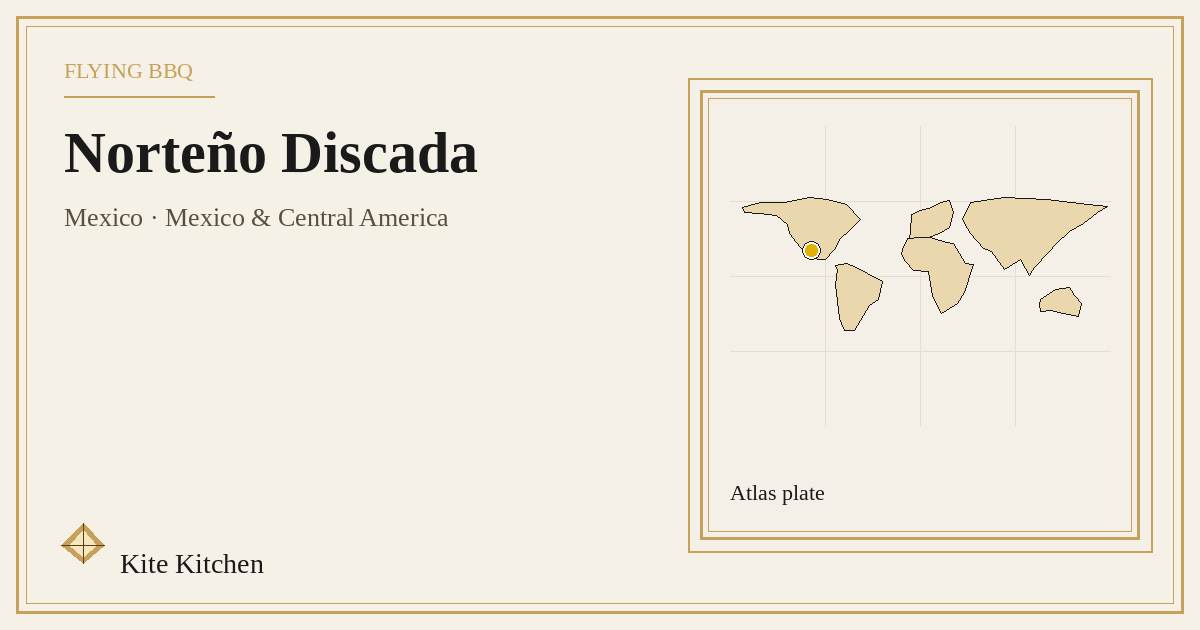 FLYING BBQ
Norteño Discada
Mexico · Mexico & Central America
Atlas plate
Kite Kitchen